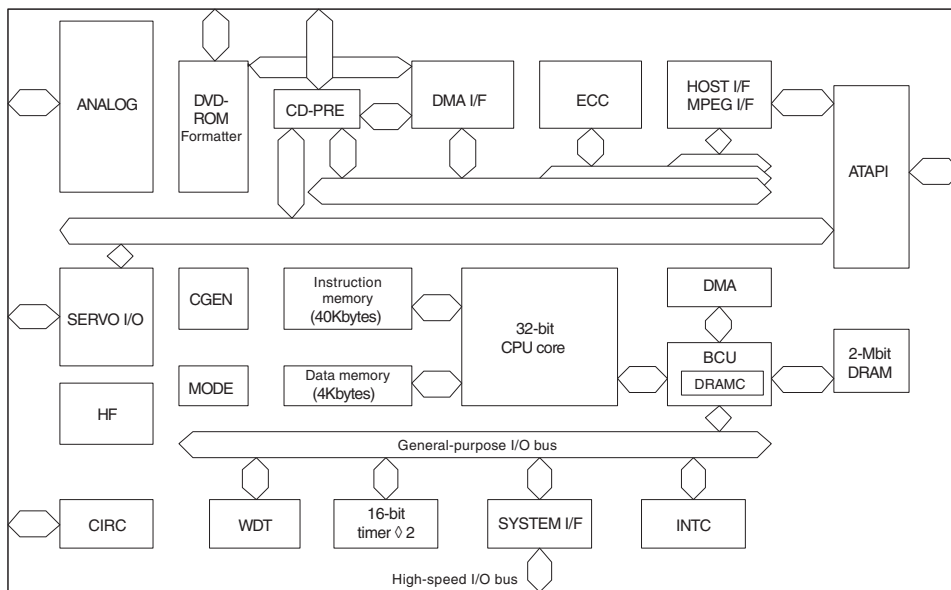 ANALOG
DVD-
ROM
Formatter
CD-PRE
DMA I/F
ECC
HOST I/F
MPEG I/F
ATAPI
SERVO I/O
CGEN
Instruction
memory
(40Kbytes)
32-bit
CPU core
DMA
BCU
DRAMC
2-Mbit
DRAM
HF
MODE
Data memory
(4Kbytes)
General-purpose I/O bus
CIRC
WDT
16-bit
timer ◊ 2
SYSTEM I/F
INTC
High-speed I/O bus